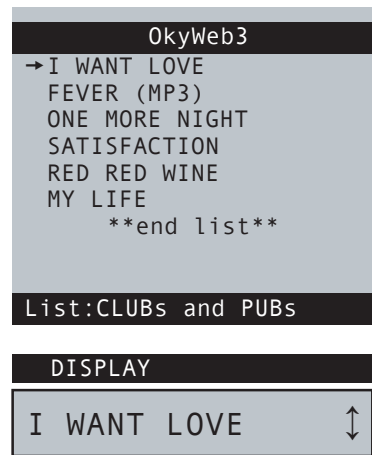 OkyWeb3
→I WANT LOVE
FEVER (MP3)
ONE MORE NIGHT
SATISFACTION
RED RED WINE
MY LIFE
**end list**
List:CLUBs and PUBs
DISPLAY
I WANT LOVE ↕